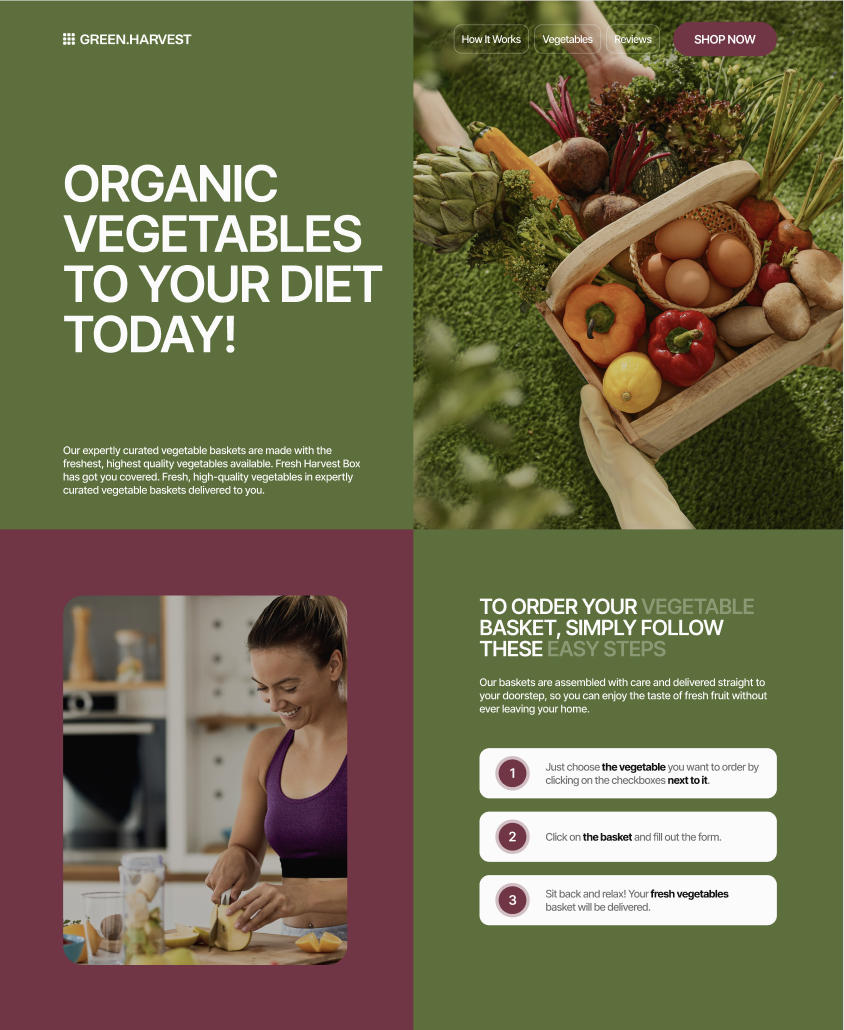 GREEN.HARVEST
How It Works
Vegetables
Reviews
SHOP NOW
ORGANIC
VEGETABLES
TO YOUR DIET
TODAY!
Our expertly curated vegetable baskets are made with the
freshest, highest quality vegetables available. Fresh Harvest Box
has got you covered. Fresh, high-quality vegetables in expertly
curated vegetable baskets delivered to you.
TO ORDER YOUR VEGETABLE
BASKET, SIMPLY FOLLOW
THESE EASY STEPS
Our baskets are assembled with care and delivered straight to
your doorstep, so you can enjoy the taste of fresh fruit without
ever leaving your home.
1
Just choose the vegetable you want to order by
clicking on the checkboxes next to it.
2
Click on the basket and fill out the form.
3
Sit back and relax! Your fresh vegetables
basket will be delivered.